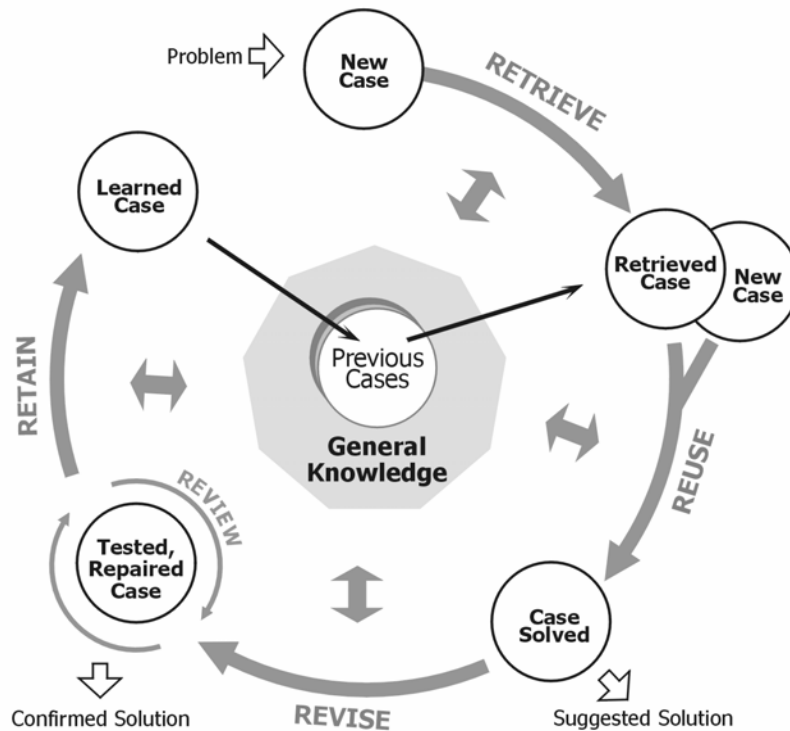 Problem
New
Case
RETRIEVE
Learned
Case
Retrieved
Case
New
Case
Previous
Cases
General
Knowledge
RETAIN
REUSE
REVIEW
Tested,
Repaired
Case
Case
Solved
REVISE
Confirmed Solution
Suggested Solution